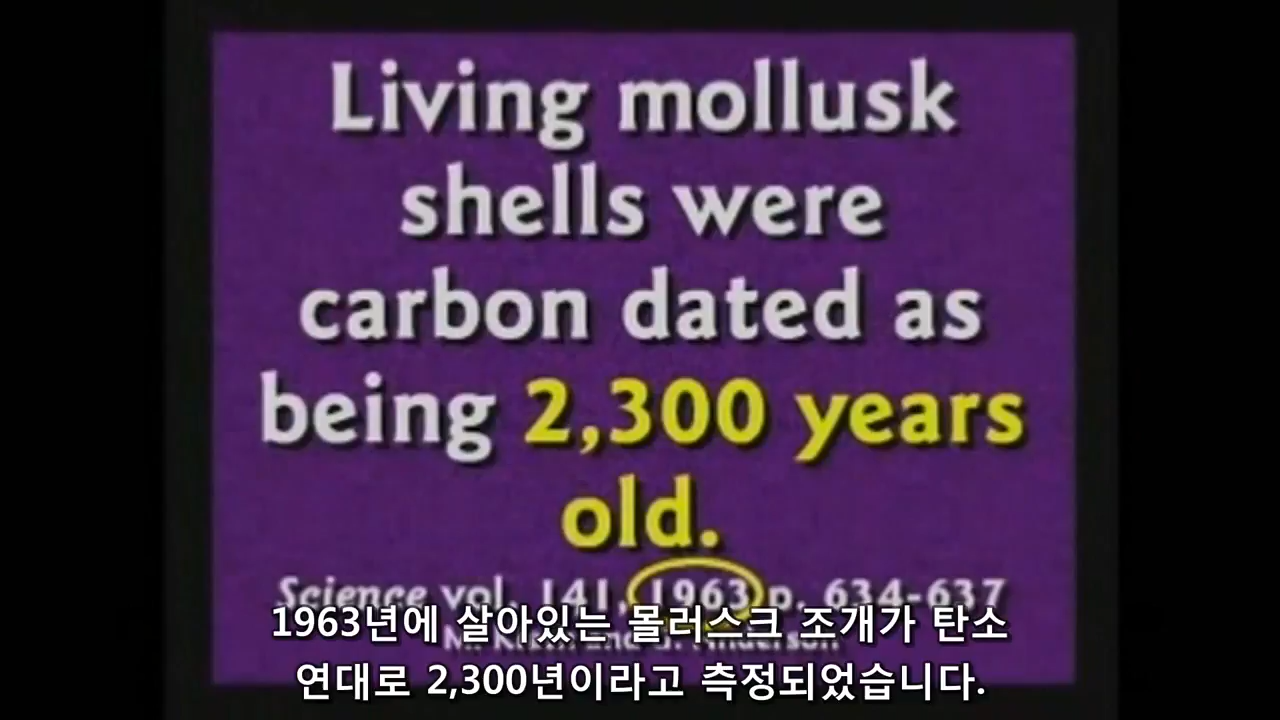 Living mollusk
shells were
carbon dated as
being 2,300 years
old.
Science vol. 141, 1963 p. 634-637
1963년에 살아있는 몰러스크 조개가 탄소
연대로 2,300년이라고 측정되었습니다.